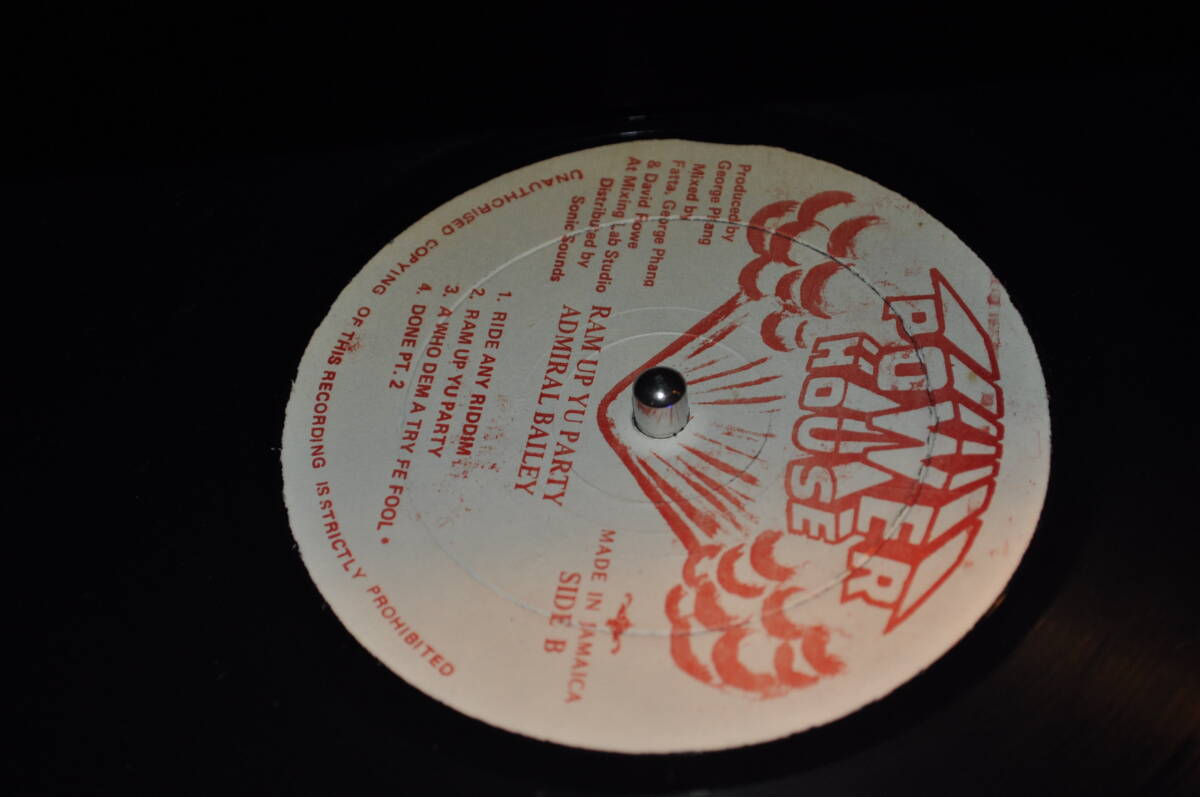 POWER
HOUSE
Produced by
George Phang
Mixed by
Fatta, George Phang
& David Rowe
At Mixing Lab Studio
Distributed by
Sonic Sounds
MADE IN JAMAICA
SIDE B
RAM UP YU PARTY
ADMIRAL BAILEY
1. RIDE ANY RIDDIM
2. RAM UP YU PARTY
3. A WHO DEM A TRY FE FOOL •
4. DONE PT. 2
UNAUTHORISED COPYING OF THIS RECORDING IS STRICTLY PROHIBITED